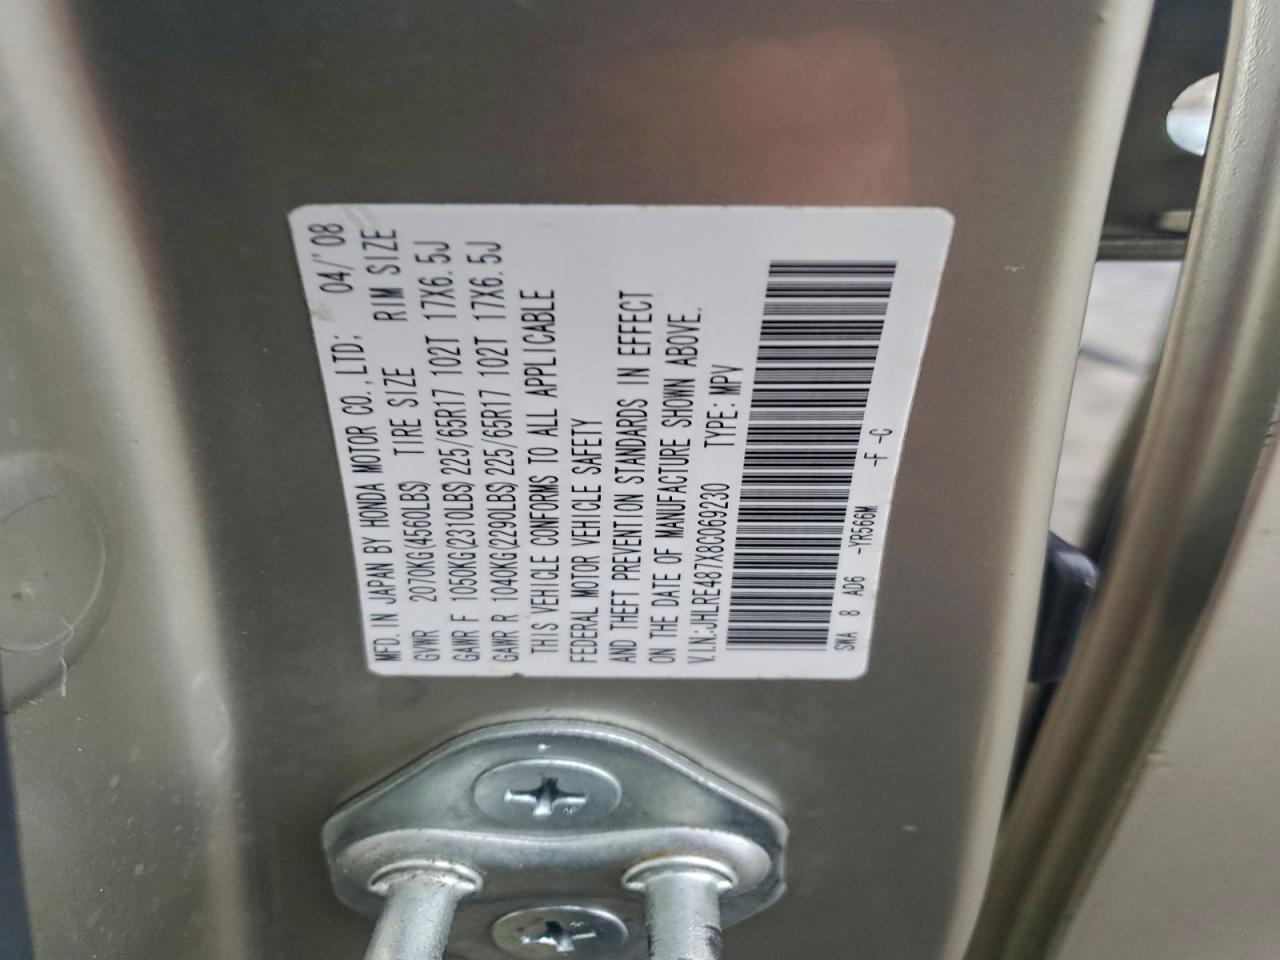 MFD. IN JAPAN BY HONDA MOTOR CO., LTD; 04/'08
GVWR 2070KG(4560LBS) TIRE SIZE RIM SIZE
GAWR F 1050KG(2310LBS) 225/65R17 102T 17X6.5J
GAWR R 1040KG(2290LBS) 225/65R17 102T 17X6.5J
THIS VEHICLE CONFORMS TO ALL APPLICABLE
FEDERAL MOTOR VEHICLE SAFETY
AND THEFT PREVENTION STANDARDS IN EFFECT
ON THE DATE OF MANUFACTURE SHOWN ABOVE.
V.I.N.:JHLRE487X8C069230 TYPE: MPV
SWA 8 AD6 -YR566M -F -C